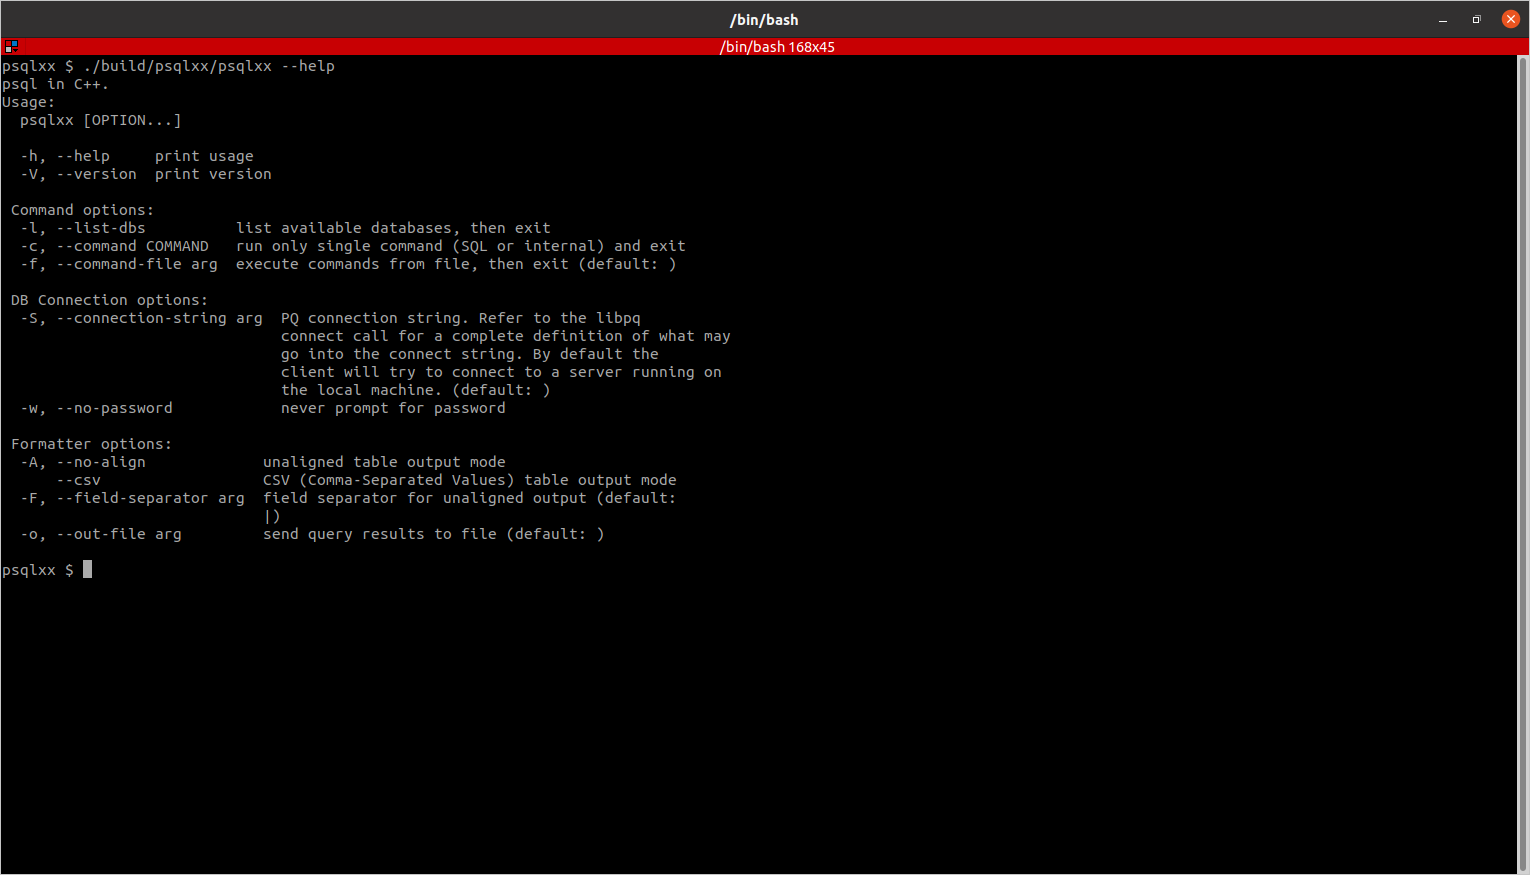 /bin/bash
/bin/bash 168x45
psqlxx $ ./build/psqlxx/psqlxx --help
psql in C++.
Usage:
  psqlxx [OPTION...]

  -h, --help     print usage
  -V, --version  print version

 Command options:
  -l, --list-dbs          list available databases, then exit
  -c, --command COMMAND   run only single command (SQL or internal) and exit
  -f, --command-file arg  execute commands from file, then exit (default: )

 DB Connection options:
  -S, --connection-string arg  PQ connection string. Refer to the libpq
                               connect call for a complete definition of what may
                               go into the connect string. By default the
                               client will try to connect to a server running on
                               the local machine. (default: )
  -w, --no-password            never prompt for password

 Formatter options:
  -A, --no-align             unaligned table output mode
      --csv                  CSV (Comma-Separated Values) table output mode
  -F, --field-separator arg  field separator for unaligned output (default:
                             |)
  -o, --out-file arg         send query results to file (default: )

psqlxx $